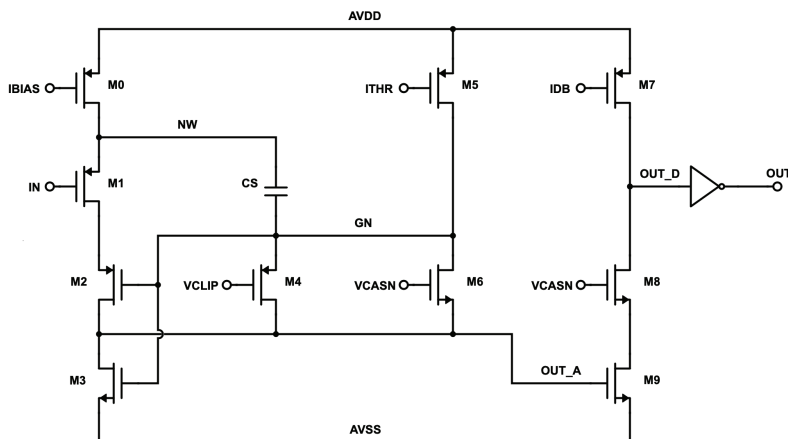 AVDD
M0
M5
M7
IBIAS
ITHR
IDB
NW
M1
IN
CS
OUT_D
OUT
GN
M2
VCLIP
M4
VCASN
M6
VCASN
M8
M3
OUT_A
M9
AVSS